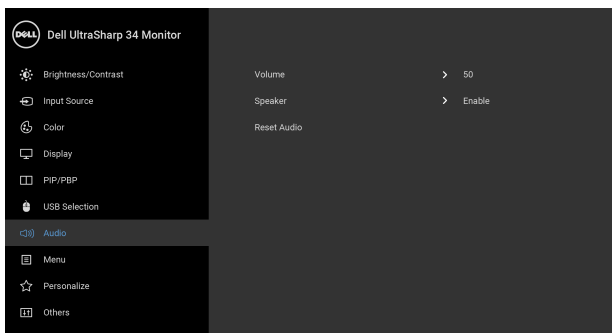 DELL Dell UltraSharp 34 Monitor
Brightness/Contrast
Volume 50
Input Source
Speaker Enable
Color
Reset Audio
Display
PIP/PBP
USB Selection
Audio
Menu
Personalize
Others